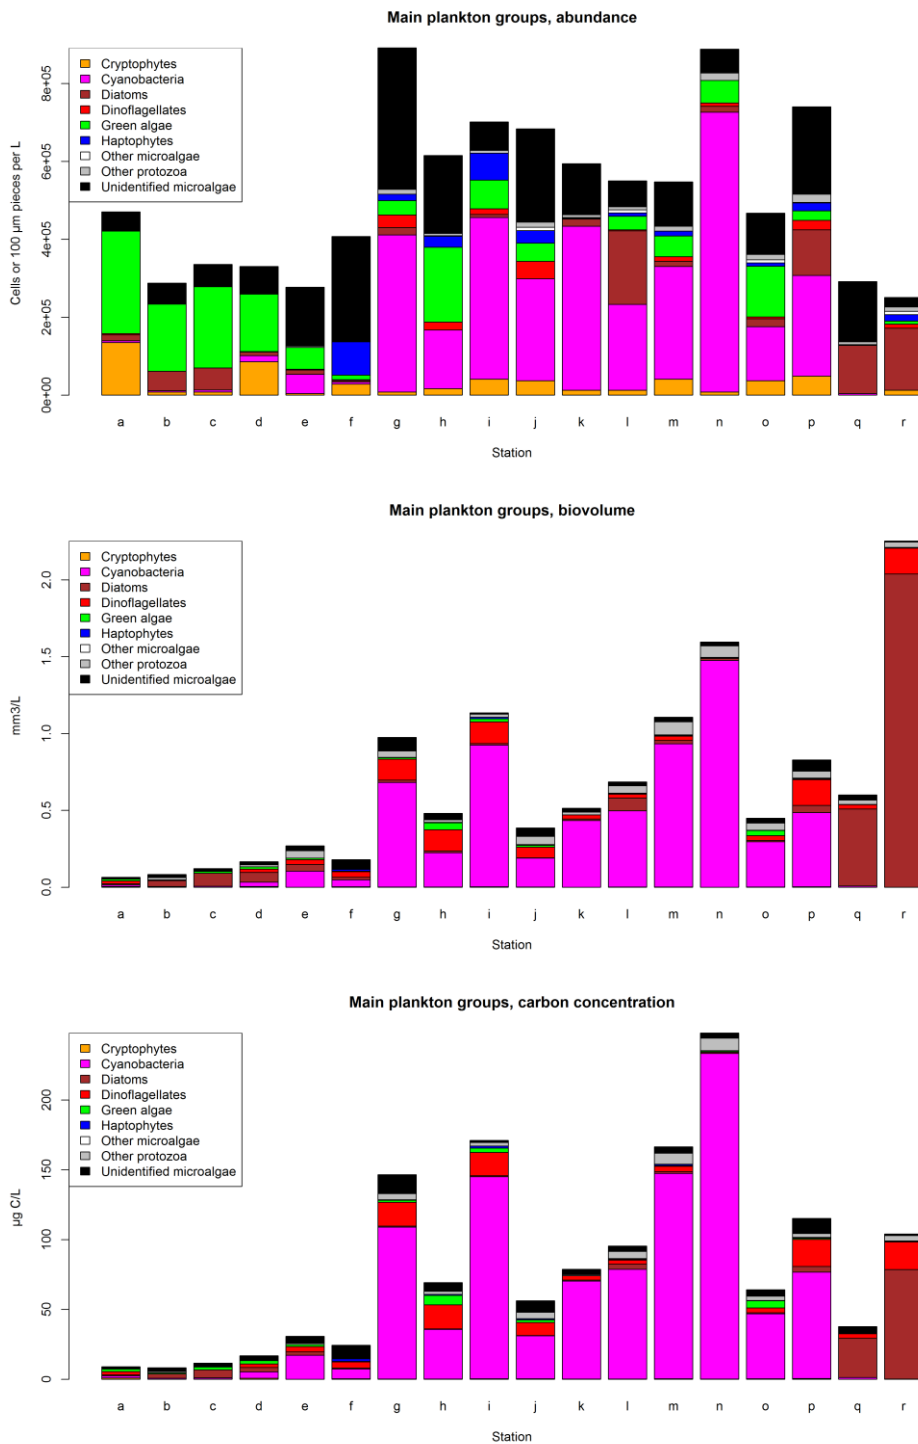 Main plankton groups, abundance
Cells or 100 µm pieces per L
8e+05
6e+05
4e+05
2e+05
0e+00
Cryptophytes
Cyanobacteria
Diatoms
Dinoflagellates
Green algae
Haptophytes
Other microalgae
Other protozoa
Unidentified microalgae
a b c d e f g h i j k l m n o p q r
Station
Main plankton groups, biovolume
mm3/L
2.0
1.5
1.0
0.5
0.0
Cryptophytes
Cyanobacteria
Diatoms
Dinoflagellates
Green algae
Haptophytes
Other microalgae
Other protozoa
Unidentified microalgae
a b c d e f g h i j k l m n o p q r
Station
Main plankton groups, carbon concentration
µg C/L
200
150
100
50
0
Cryptophytes
Cyanobacteria
Diatoms
Dinoflagellates
Green algae
Haptophytes
Other microalgae
Other protozoa
Unidentified microalgae
a b c d e f g h i j k l m n o p q r
Station